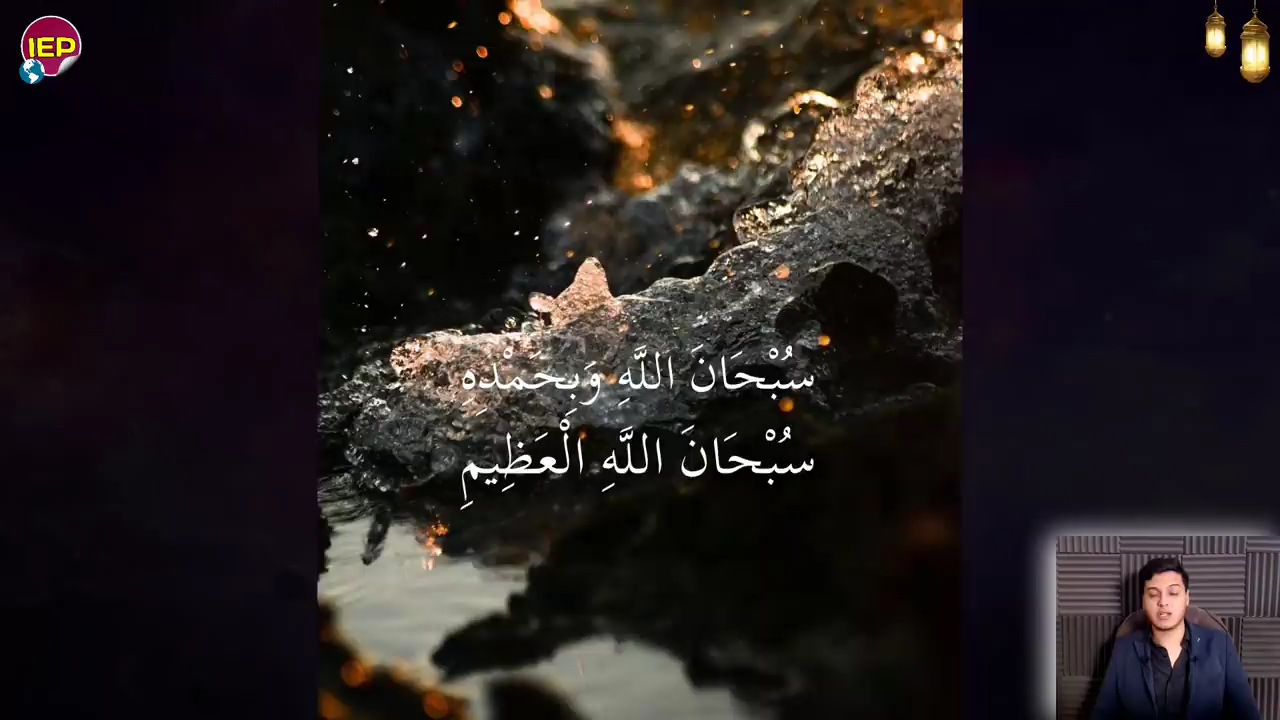 IEP
سُبْحَانَ اللَّهِ وَبِحَمْدِهِ
سُبْحَانَ اللَّهِ الْعَظِيمِ